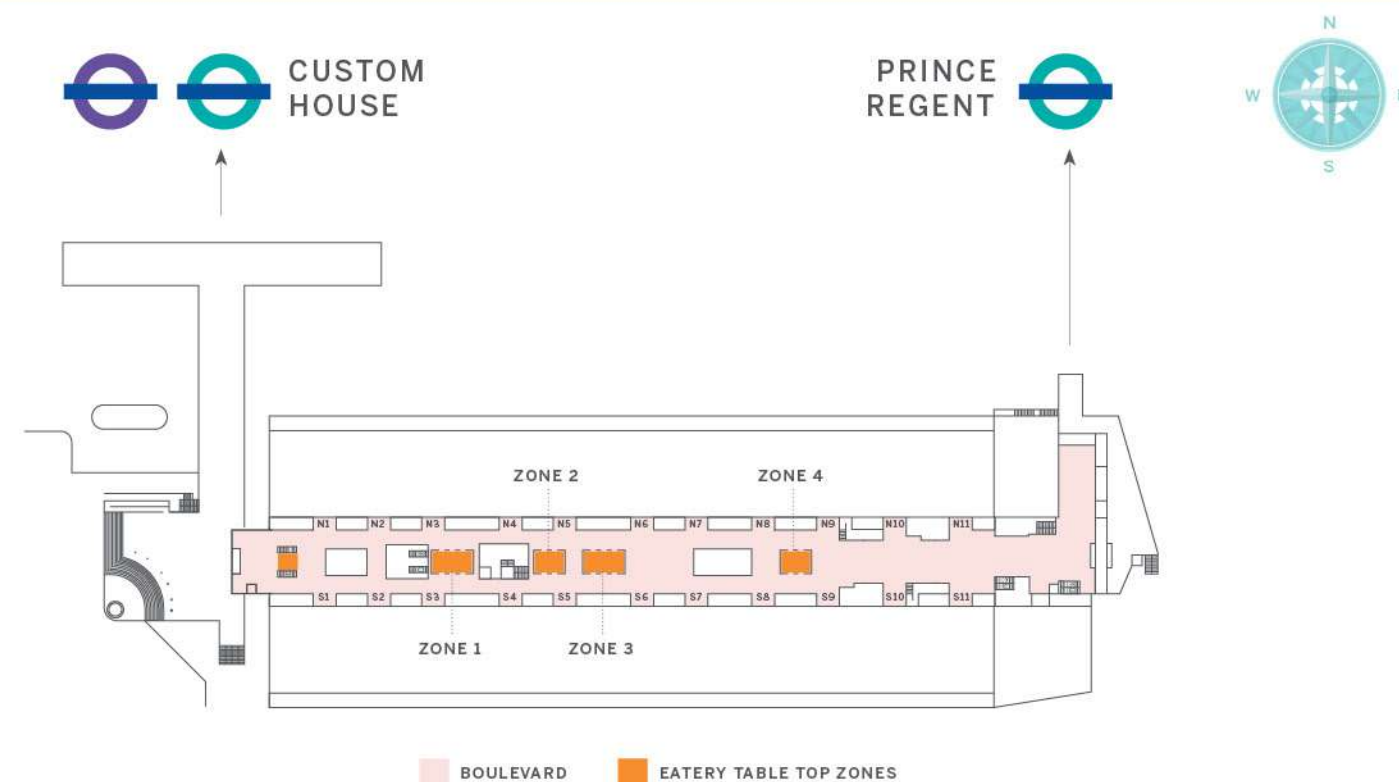 CUSTOM
HOUSE
PRINCE
REGENT
N
W
S
ZONE 2
ZONE 4
N1 N2 N3 N4 N5 N6 N7 N8 N9 N10 N11
S1 S2 S3 S4 S5 S6 S7 S8 S9 S10 S11
ZONE 1
ZONE 3
BOULEVARD
EATERY TABLE TOP ZONES